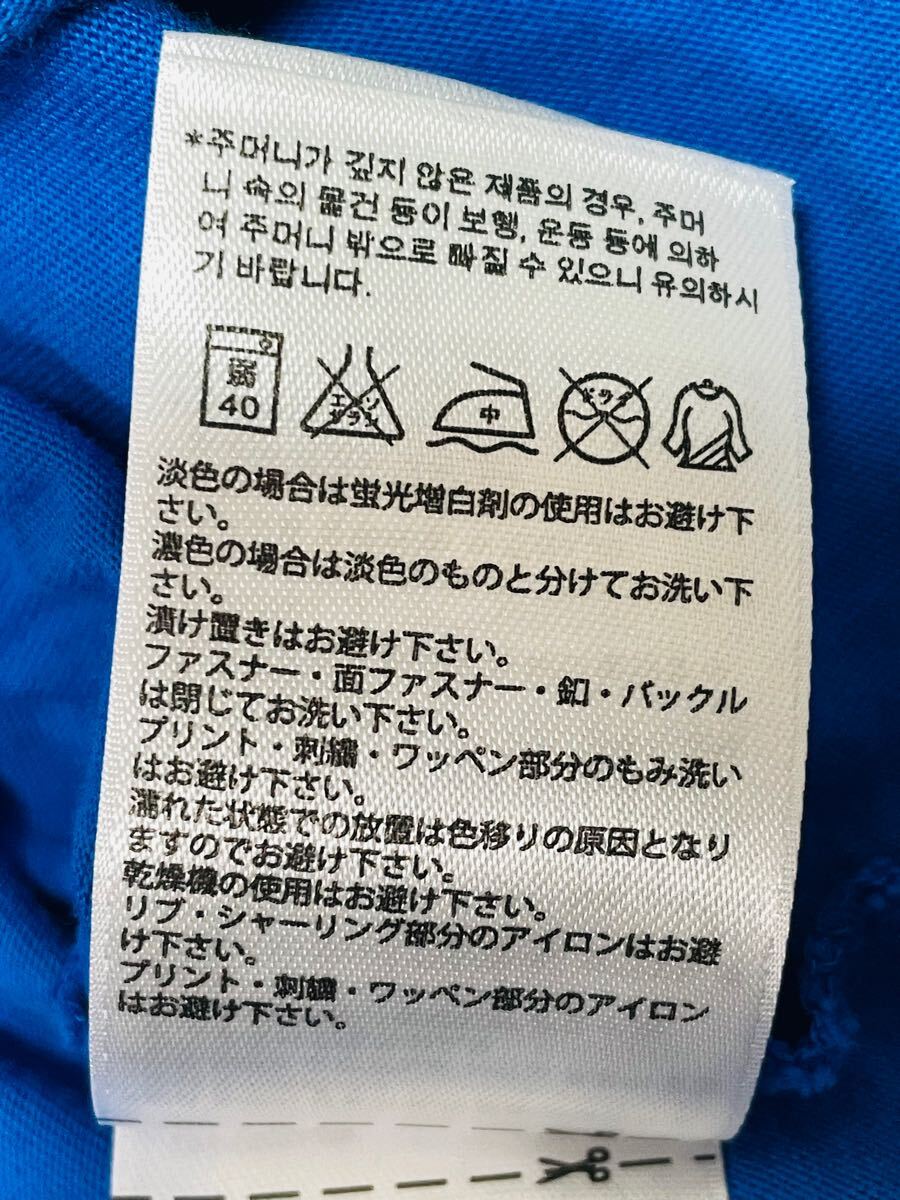 *주머니가 깊지 않은 제품의 경우, 주머
니 속의 물건 등이 보행, 운동 등에 의하
여 주머니 밖으로 빠질 수 있으니 유의하시
기 바랍니다.
弱
40
エンソ
サラシ
中
ドライ
淡色の場合は蛍光増白剤の使用はお避け下
さい。
濃色の場合は淡色のものと分けてお洗い下
さい。
漬け置きはお避け下さい。
ファスナー・面ファスナー・釦・バックル
は閉じてお洗い下さい。
プリント・刺繍・ワッペン部分のもみ洗い
はお避け下さい。
濡れた状態での放置は色移りの原因となり
ますのでお避け下さい。
乾燥機の使用はお避け下さい。
リブ・シャーリング部分のアイロンはお避
け下さい。
プリント・刺繍・ワッペン部分のアイロン
はお避け下さい。